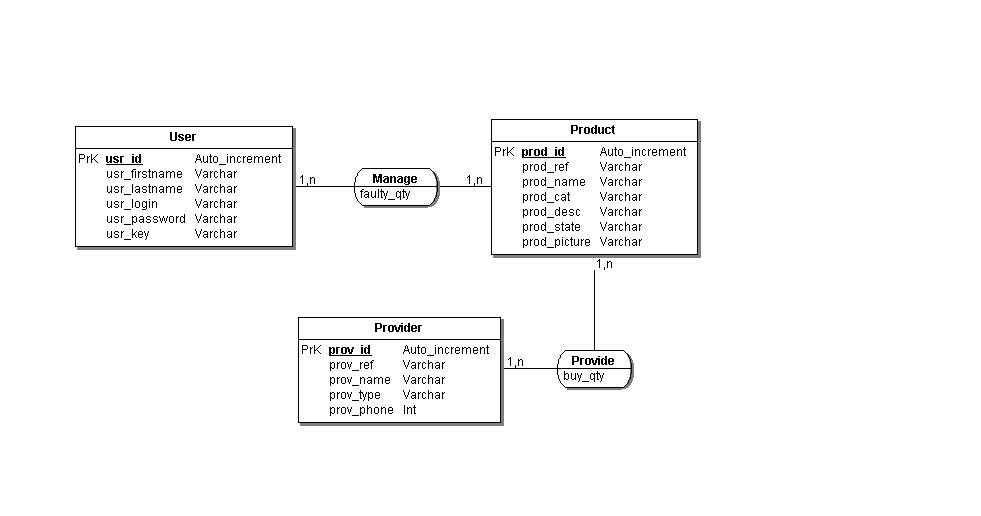 User
PrK usr_id Auto_increment
usr_firstname Varchar
usr_lastname Varchar
usr_login Varchar
usr_password Varchar
usr_key Varchar
1,n
Manage
faulty_qty
1,n
Product
PrK prod_id Auto_increment
prod_ref Varchar
prod_name Varchar
prod_cat Varchar
prod_desc Varchar
prod_state Varchar
prod_picture Varchar
1,n
Provider
PrK prov_id Auto_increment
prov_ref Varchar
prov_name Varchar
prov_type Varchar
prov_phone Int
1,n
Provide
buy_qty